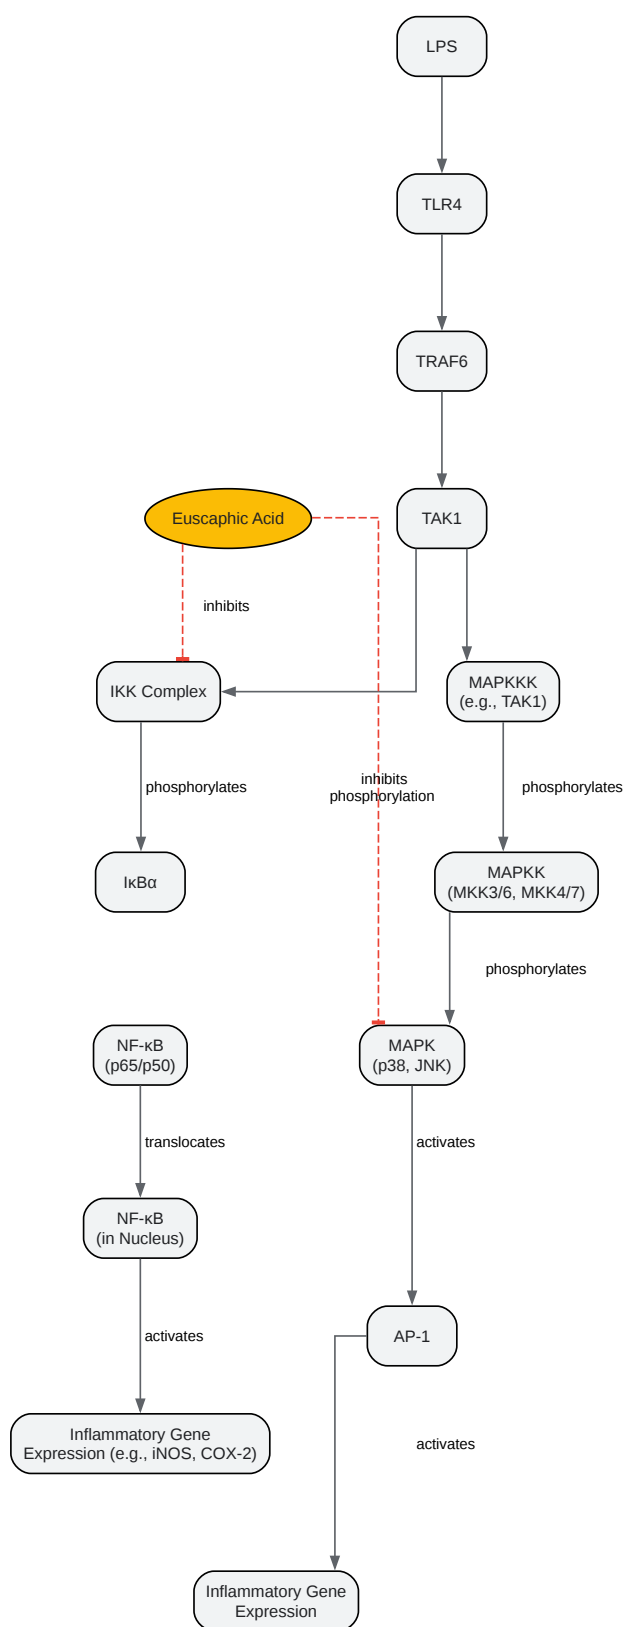 LPS
TLR4
TRAF6
Euscaphic Acid
TAK1
inhibits
IKK Complex
MAPKKK
(e.g., TAK1)
phosphorylates
inhibits
phosphorylation
phosphorylates
IκBα
MAPKK
(MKK3/6, MKK4/7)
phosphorylates
NF-κB
(p65/p50)
MAPK
(p38, JNK)
translocates
activates
NF-κB
(in Nucleus)
activates
AP-1
Inflammatory Gene
Expression (e.g., iNOS, COX-2)
activates
Inflammatory Gene
Expression